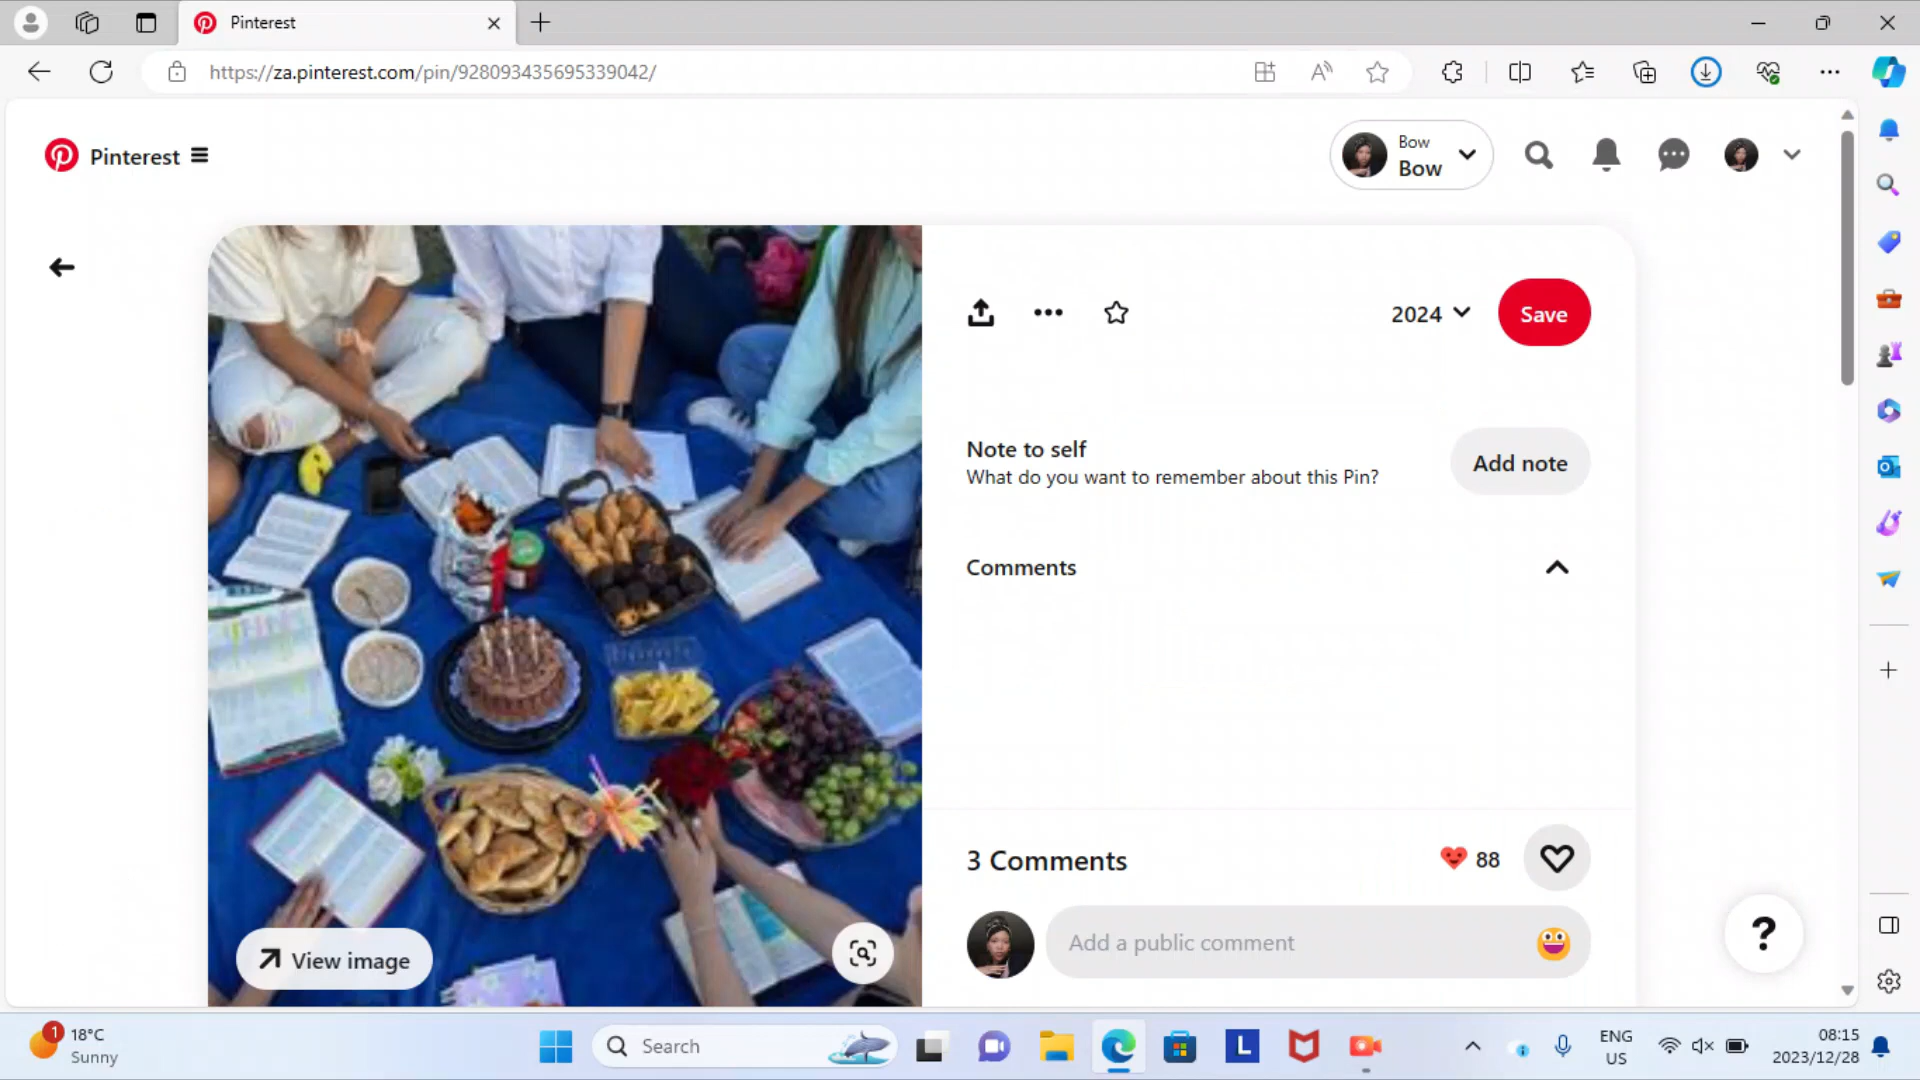 Pinterest
https://za.pinterest.com/pin/928093435695339042/
Pinterest
Bow
Bow
2024
Save
Note to self
What do you want to remember about this Pin?
Add note
Comments
3 Comments
88
Add a public comment
View image
?
1
18°C
Sunny
Search
L
ENG
US
08:15
2023/12/28